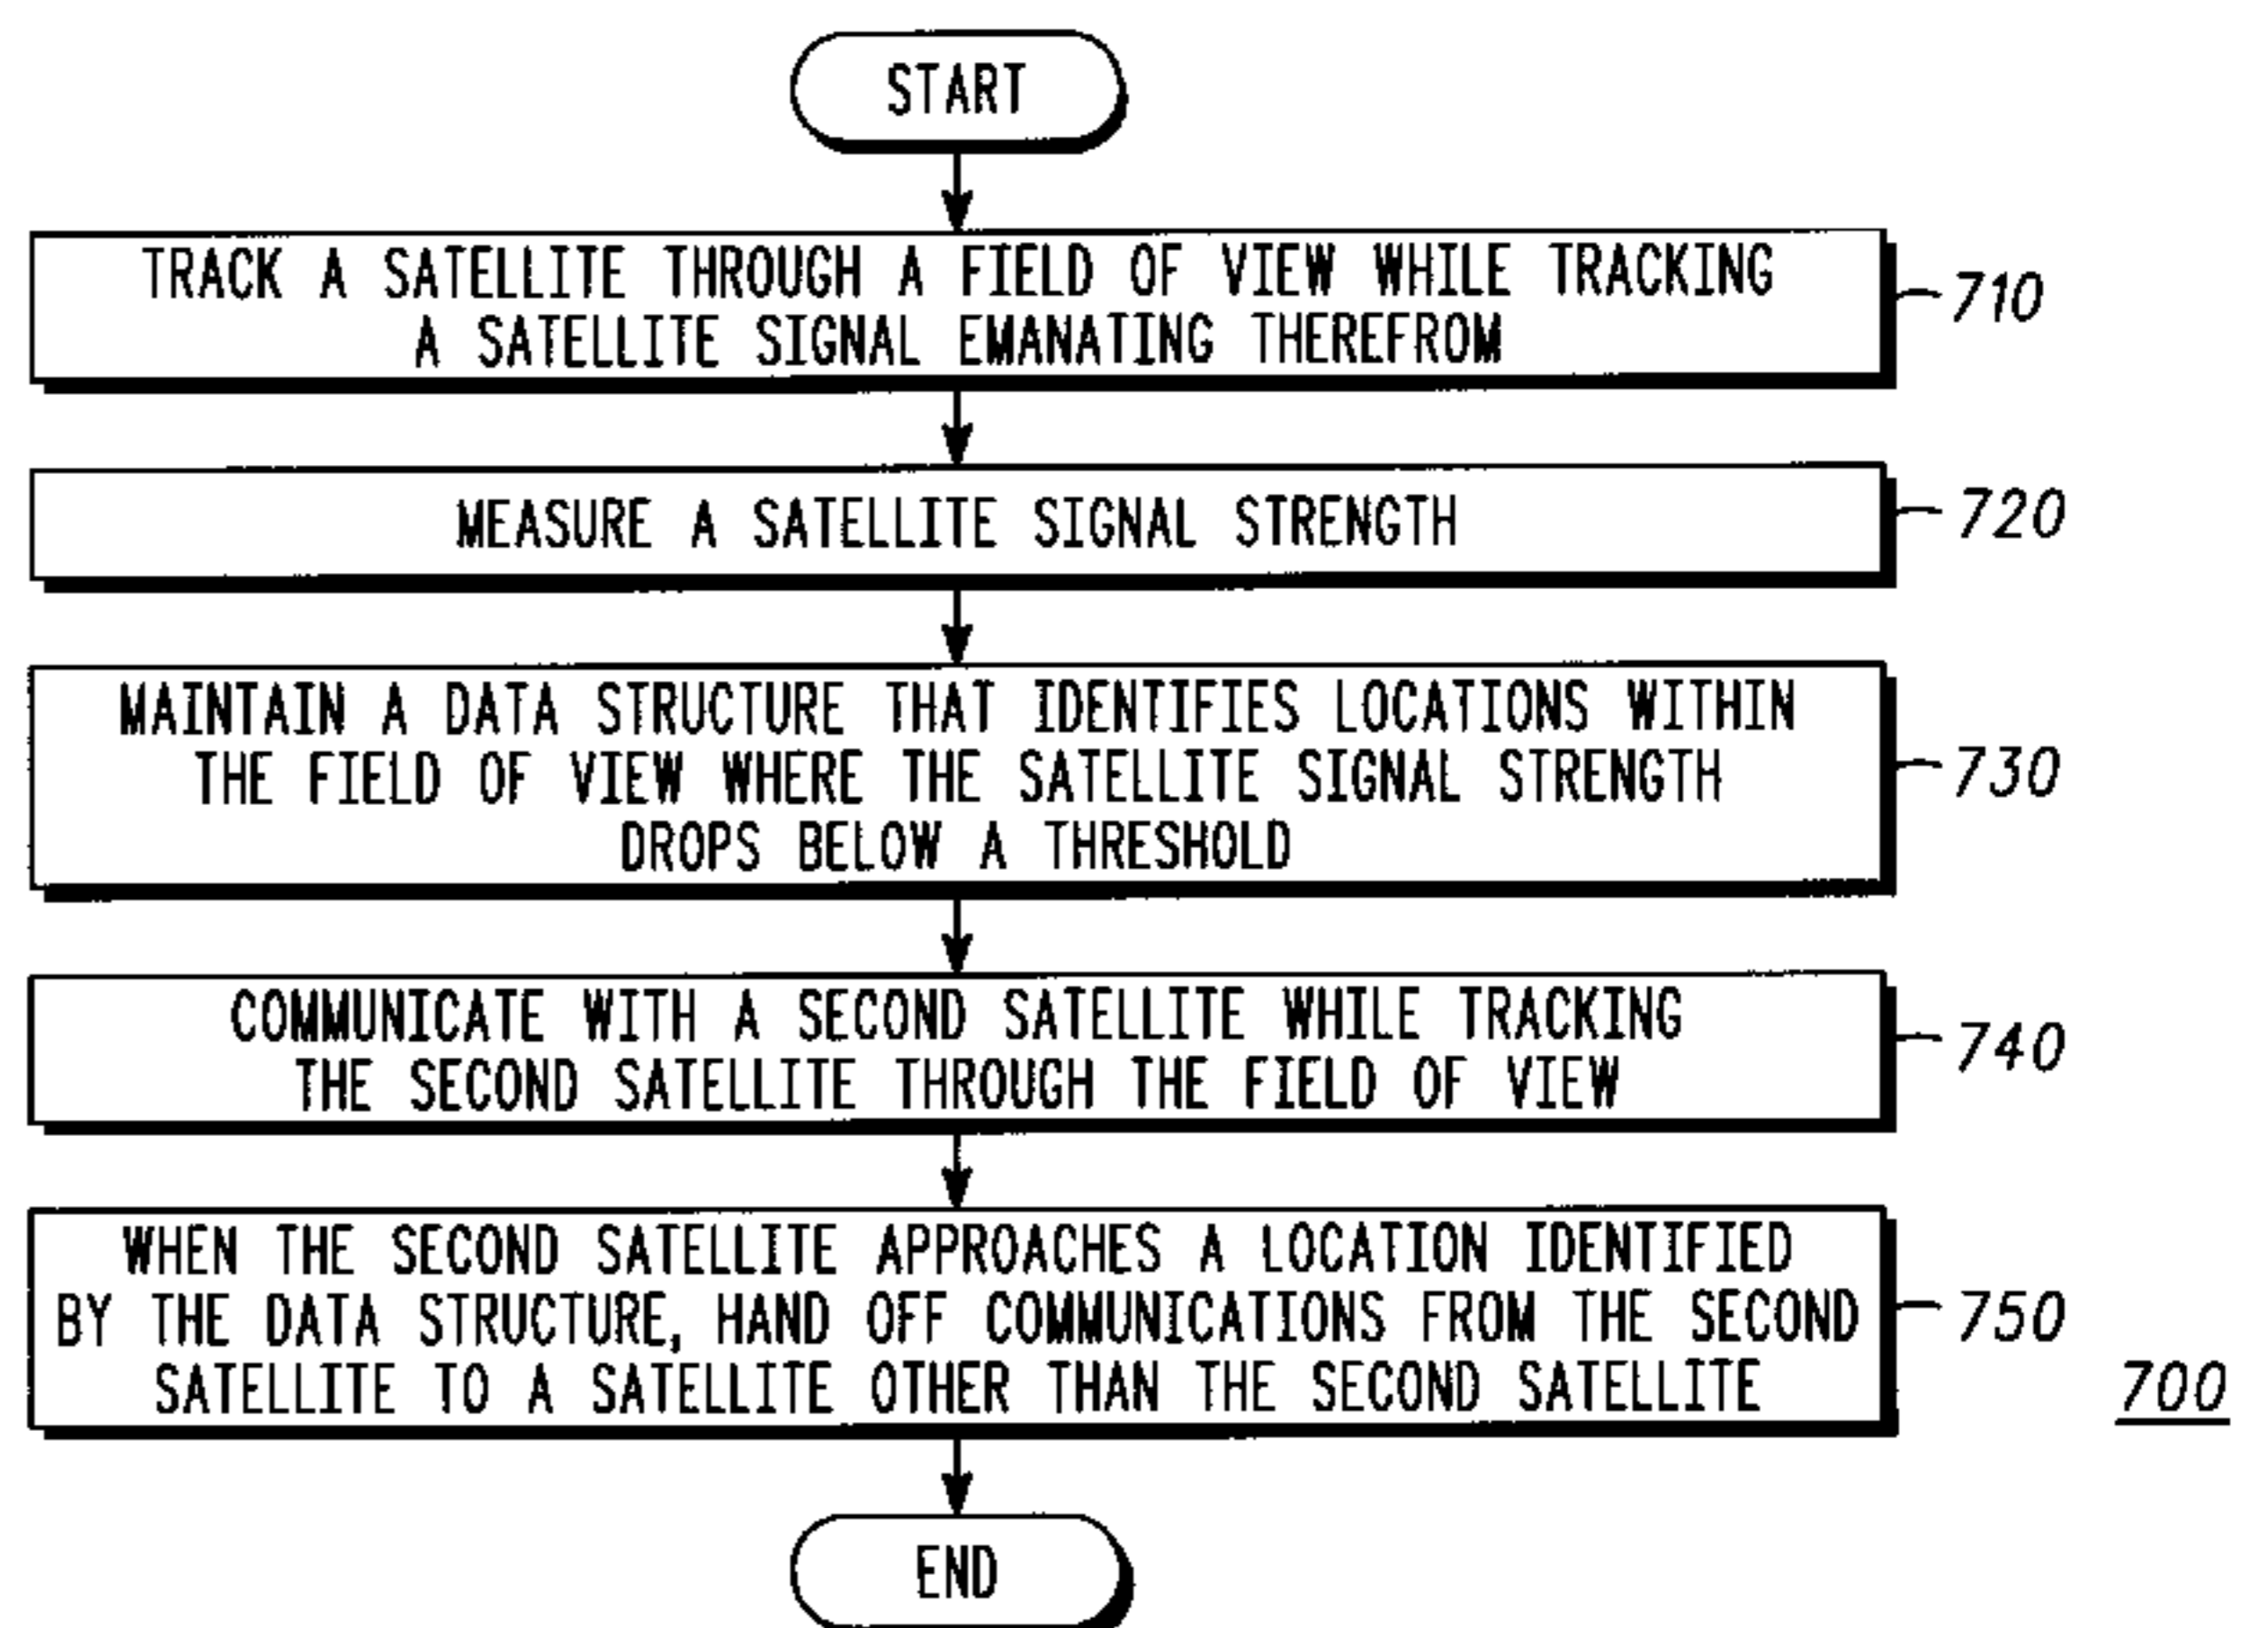 START
TRACK A SATELLITE THROUGH A FIELD OF VIEW WHILE TRACKING
A SATELLITE SIGNAL EMANATING THEREFROM
710
MEASURE A SATELLITE SIGNAL STRENGTH
720
MAINTAIN A DATA STRUCTURE THAT IDENTIFIES LOCATIONS WITHIN
THE FIELD OF VIEW WHERE THE SATELLITE SIGNAL STRENGTH
DROPS BELOW A THRESHOLD
730
COMMUNICATE WITH A SECOND SATELLITE WHILE TRACKING
THE SECOND SATELLITE THROUGH THE FIELD OF VIEW
740
WHEN THE SECOND SATELLITE APPROACHES A LOCATION IDENTIFIED
BY THE DATA STRUCTURE, HAND OFF COMMUNICATIONS FROM THE SECOND
SATELLITE TO A SATELLITE OTHER THAN THE SECOND SATELLITE
750
700
END